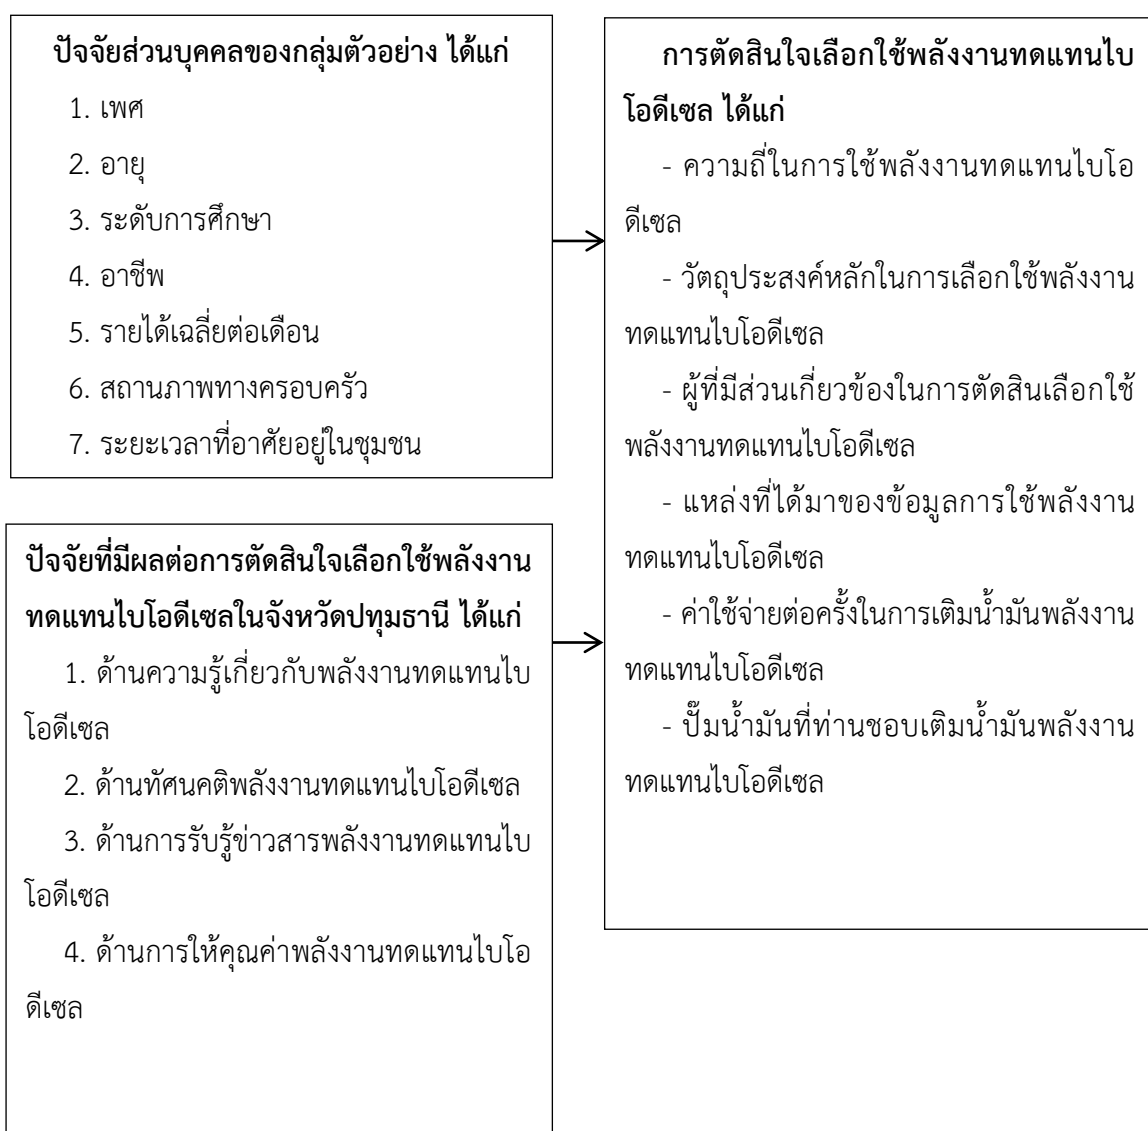 ปัจจัยส่วนบุคคลของกลุ่มตัวอย่าง ได้แก่
1. เพศ
2. อายุ
3. ระดับการศึกษา
4. อาชีพ
5. รายได้เฉลี่ยต่อเดือน
6. สถานภาพทางครอบครัว
7. ระยะเวลาที่อาศัยอยู่ในชุมชน
ปัจจัยที่มีผลต่อการตัดสินใจเลือกใช้พลังงาน
ทดแทนไบโอดีเซลในจังหวัดปทุมธานี ได้แก่
1. ด้านความรู้เกี่ยวกับพลังงานทดแทนไบ
โอดีเซล
2. ด้านทัศนคติพลังงานทดแทนไบโอดีเซล
3. ด้านการรับรู้ข่าวสารพลังงานทดแทนไบ
โอดีเซล
4. ด้านการให้คุณค่าพลังงานทดแทนไบโอ
ดีเซล
การตัดสินใจเลือกใช้พลังงานทดแทนไบ
โอดีเซล ได้แก่
- ความถี่ในการใช้พลังงานทดแทนไบโอ
ดีเซล
- วัตถุประสงค์หลักในการเลือกใช้พลังงาน
ทดแทนไบโอดีเซล
- ผู้ที่มีส่วนเกี่ยวข้องในการตัดสินเลือกใช้
พลังงานทดแทนไบโอดีเซล
- แหล่งที่ได้มาของข้อมูลการใช้พลังงาน
ทดแทนไบโอดีเซล
- ค่าใช้จ่ายต่อครั้งในการเติมน้ำมันพลังงาน
ทดแทนไบโอดีเซล
- ปั๊มน้ำมันที่ท่านชอบเติมน้ำมันพลังงาน
ทดแทนไบโอดีเซล